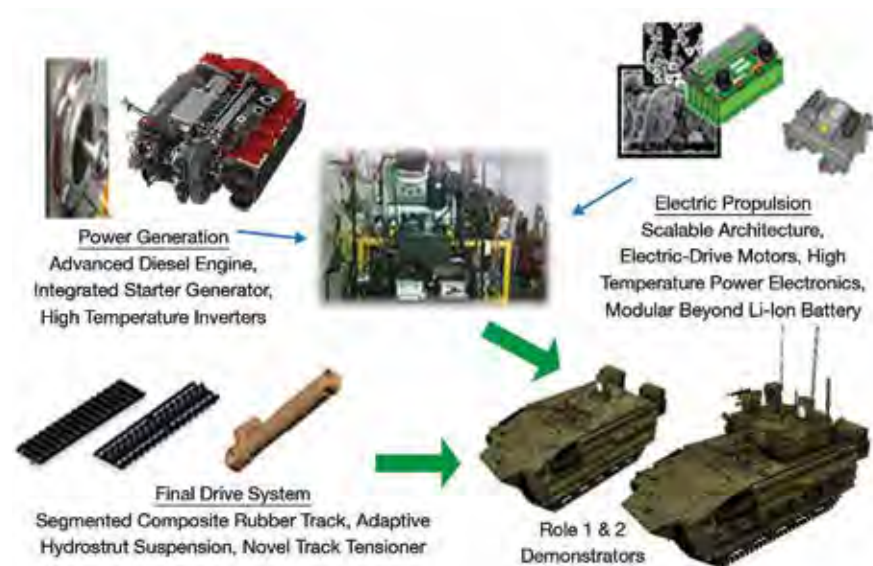 Power Generation
Advanced Diesel Engine,
Integrated Starter Generator,
High Temperature Inverters
Electric Propulsion
Scalable Architecture,
Electric-Drive Motors, High
Temperature Power Electronics,
Modular Beyond Li-Ion Battery
Final Drive System
Segmented Composite Rubber Track, Adaptive
Hydrostrut Suspension, Novel Track Tensioner
Role 1 & 2
Demonstrators